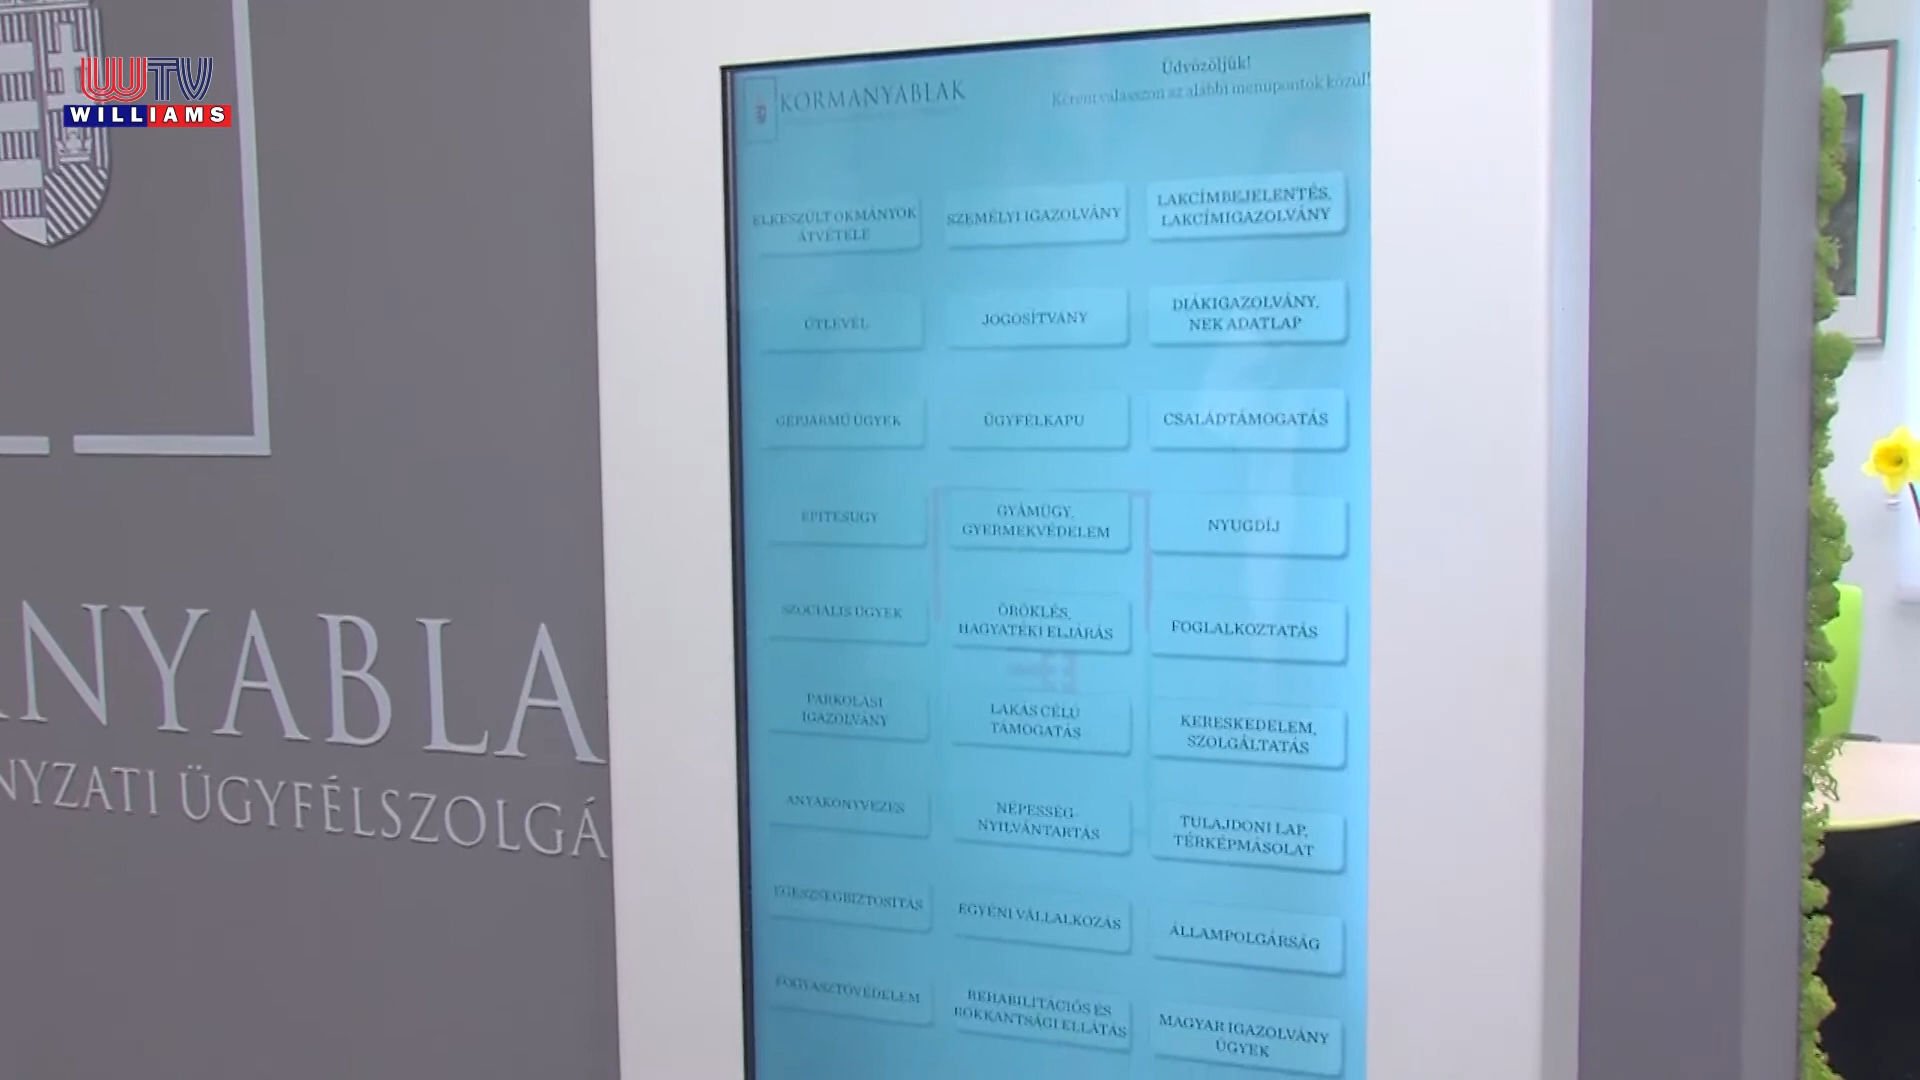 WTV
WILLIAMS
NYABLA
NYZATI ÜGYFÉLSZOLGÁ
KORMÁNYABLAK
Üdvözöljük!
Kérem válasszon az alábbi menüpontok közül!
ELKÉSZÜLT OKMÁNYOK
ÁTVÉTELE
SZEMÉLYI IGAZOLVÁNY
LAKCÍMBEJELENTÉS,
LAKCÍMIGAZOLVÁNY
ÚTLEVÉL
JOGOSÍTVÁNY
DIÁKIGAZOLVÁNY,
NEK ADATLAP
GÉPJÁRMŰ ÜGYEK
ÜGYFÉLKAPU
CSALÁDTÁMOGATÁS
ÉPÍTÉSÜGY
GYÁMÜGY,
GYERMEKVÉDELEM
NYUGDÍJ
SZOCIÁLIS ÜGYEK
ÖRÖKLÉS,
HAGYATÉKI ELJÁRÁS
FOGLALKOZTATÁS
PARKOLÁSI
IGAZOLVÁNY
LAKÁS CÉLÚ
TÁMOGATÁS
KERESKEDELEM,
SZOLGÁLTATÁS
ANYAKÖNYVEZÉS
NÉPESSÉG-
NYILVÁNTARTÁS
TULAJDONI LAP,
TÉRKÉPMÁSOLAT
EGÉSZSÉGBIZTOSÍTÁS
EGYÉNI VÁLLALKOZÁS
ÁLLAMPOLGÁRSÁG
FOGYASZTÓVÉDELEM
REHABILITÁCIÓS ÉS
ROKKANTSÁGI ELLÁTÁS
MAGYAR IGAZOLVÁNY
ÜGYEK